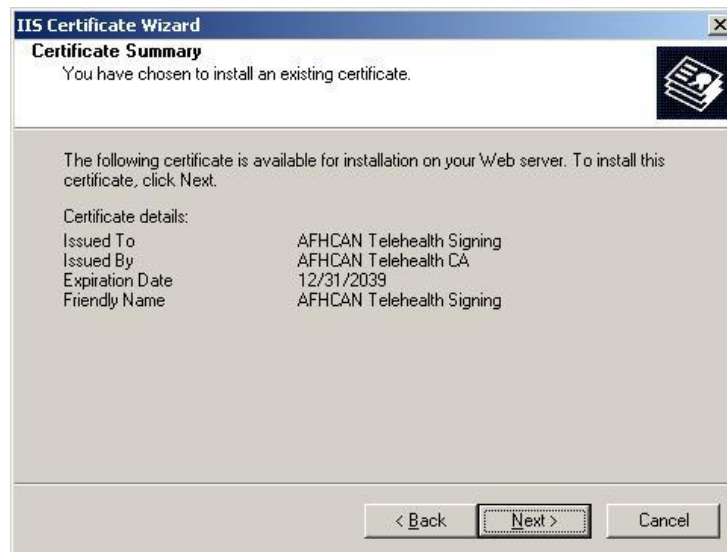 IIS Certificate Wizard
Certificate Summary
You have chosen to install an existing certificate.
The following certificate is available for installation on your Web server. To install this
certificate, click Next.
Certificate details:
Issued To AFHCAN Telehealth Signing
Issued By AFHCAN Telehealth CA
Expiration Date 12/31/2039
Friendly Name AFHCAN Telehealth Signing
< Back Next > Cancel